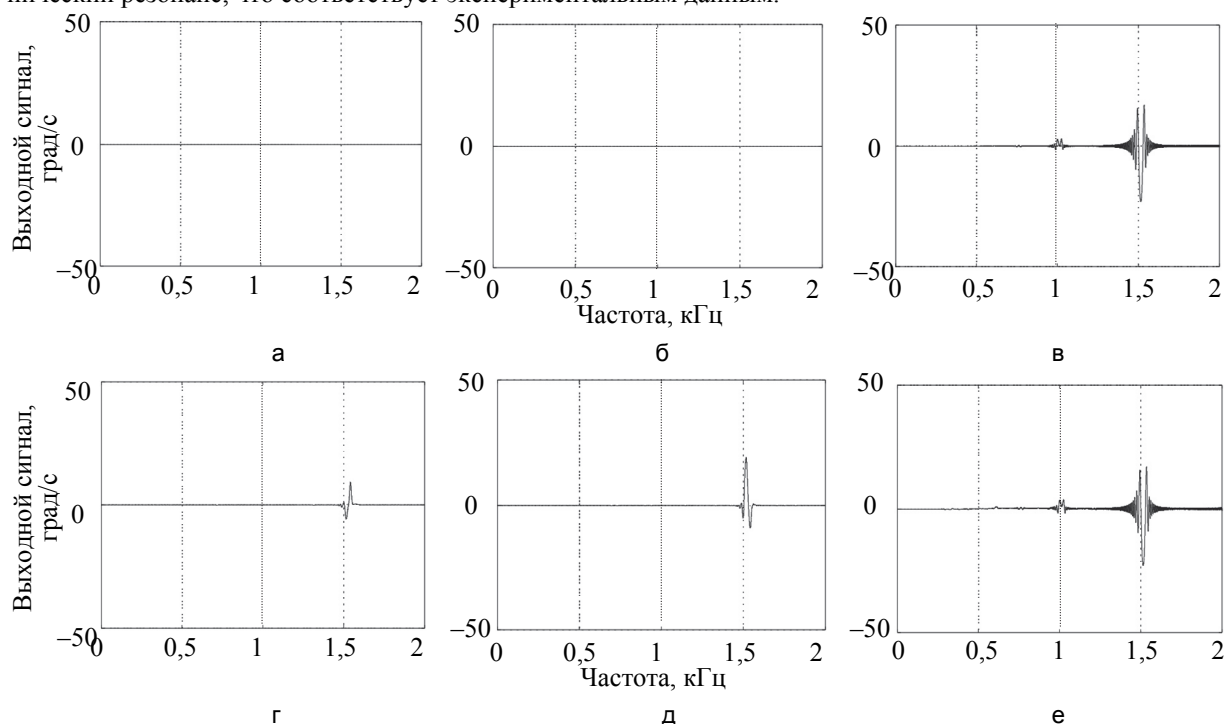 что соответствует экспериментальным данным.
50 50 50
0 0 0
–50 –50 –50
0 0,5 1 1,5 2 0 0,5 1 1,5 2 0 0,5 1 1,5 2
Выходной сигнал,
град/с
Частота, кГц
а б в
50 50 50
0 0 0
–50 –50 –50
0 0,5 1 1,5 2 0 0,5 1 1,5 2 0 0,5 1 1,5 2
Выходной сигнал,
град/с
Частота, кГц
г д е